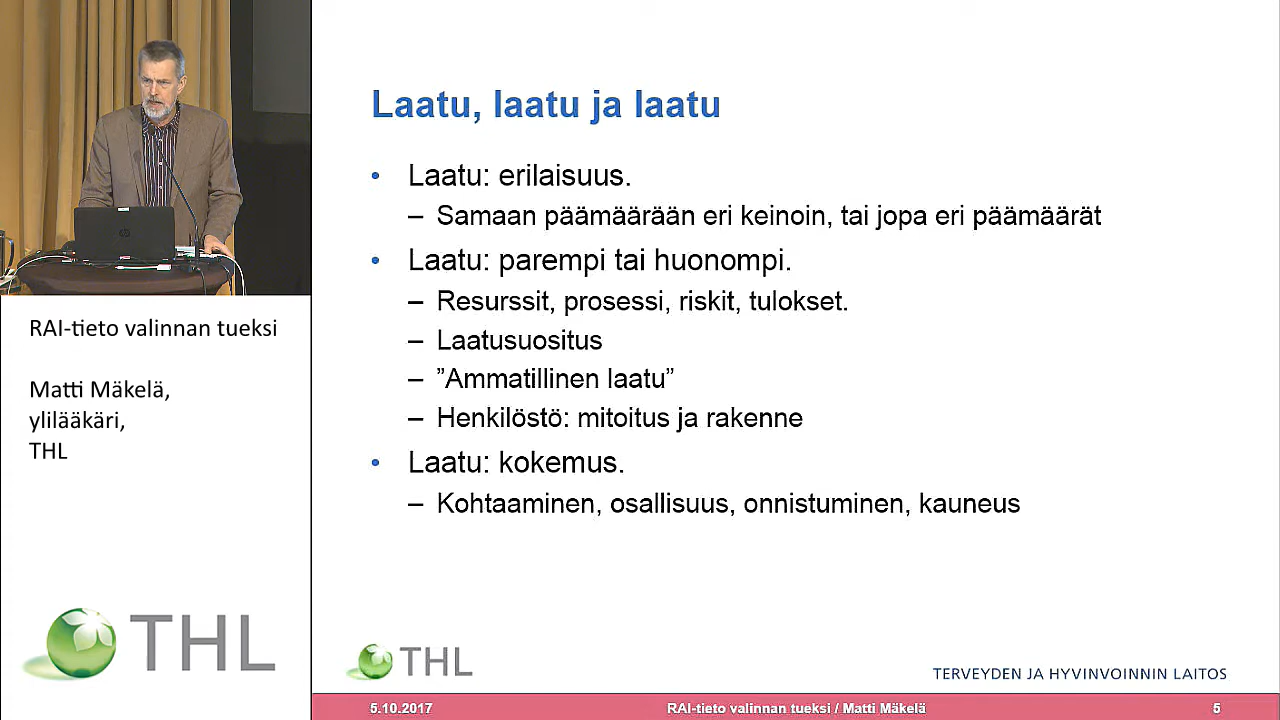 Laatu, laatu ja laatu
• Laatu: erilaisuus.
– Samaan päämäärään eri keinoin, tai jopa eri päämäärät
• Laatu: parempi tai huonompi.
– Resurssit, prosessi, riskit, tulokset.
– Laatusuositus
– ”Ammatillinen laatu”
– Henkilöstö: mitoitus ja rakenne
• Laatu: kokemus.
– Kohtaaminen, osallisuus, onnistuminen, kauneus
RAI-tieto valinnan tueksi
Matti Mäkelä,
ylilääkäri,
THL
THL
THL
TERVEYDEN JA HYVINVOINNIN LAITOS
5.10.2017
RAI-tieto valinnan tueksi / Matti Mäkelä
5